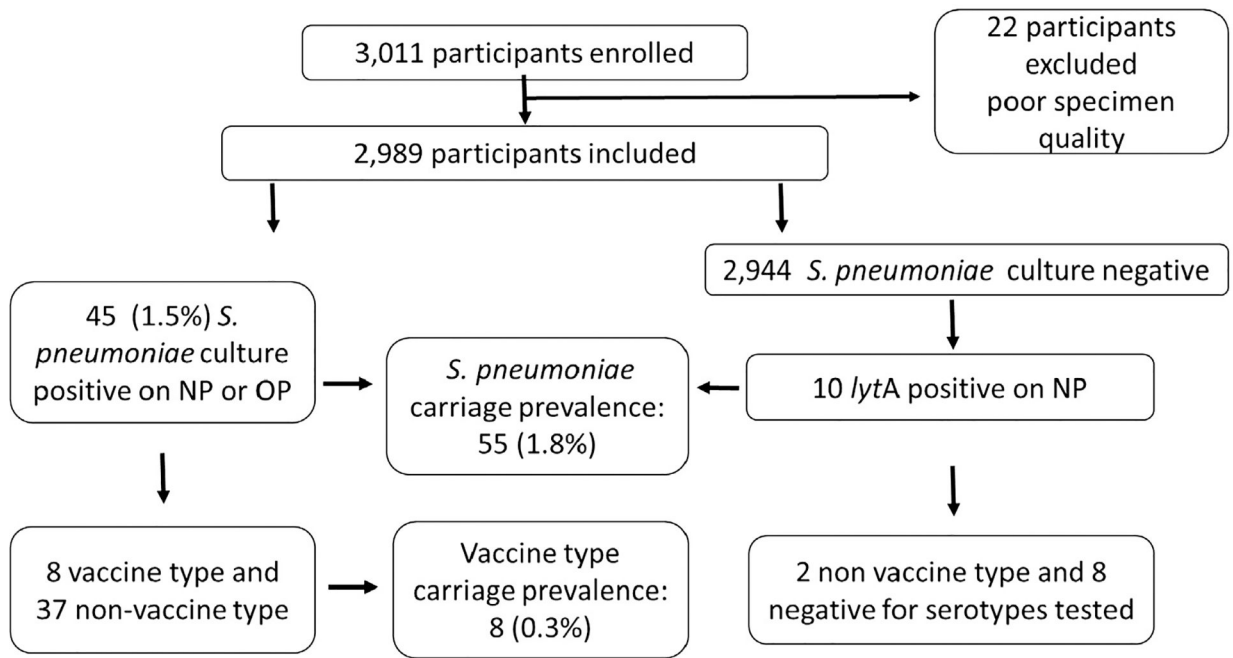 3,011 participants enrolled
22 participants
excluded
poor specimen
quality
2,989 participants included
2,944 S. pneumoniae culture negative
45 (1.5%) S.
pneumoniae culture
positive on NP or OP
S. pneumoniae
carriage prevalence:
55 (1.8%)
10 lytA positive on NP
8 vaccine type and
37 non-vaccine type
Vaccine type
carriage prevalence:
8 (0.3%)
2 non vaccine type and 8
negative for serotypes tested